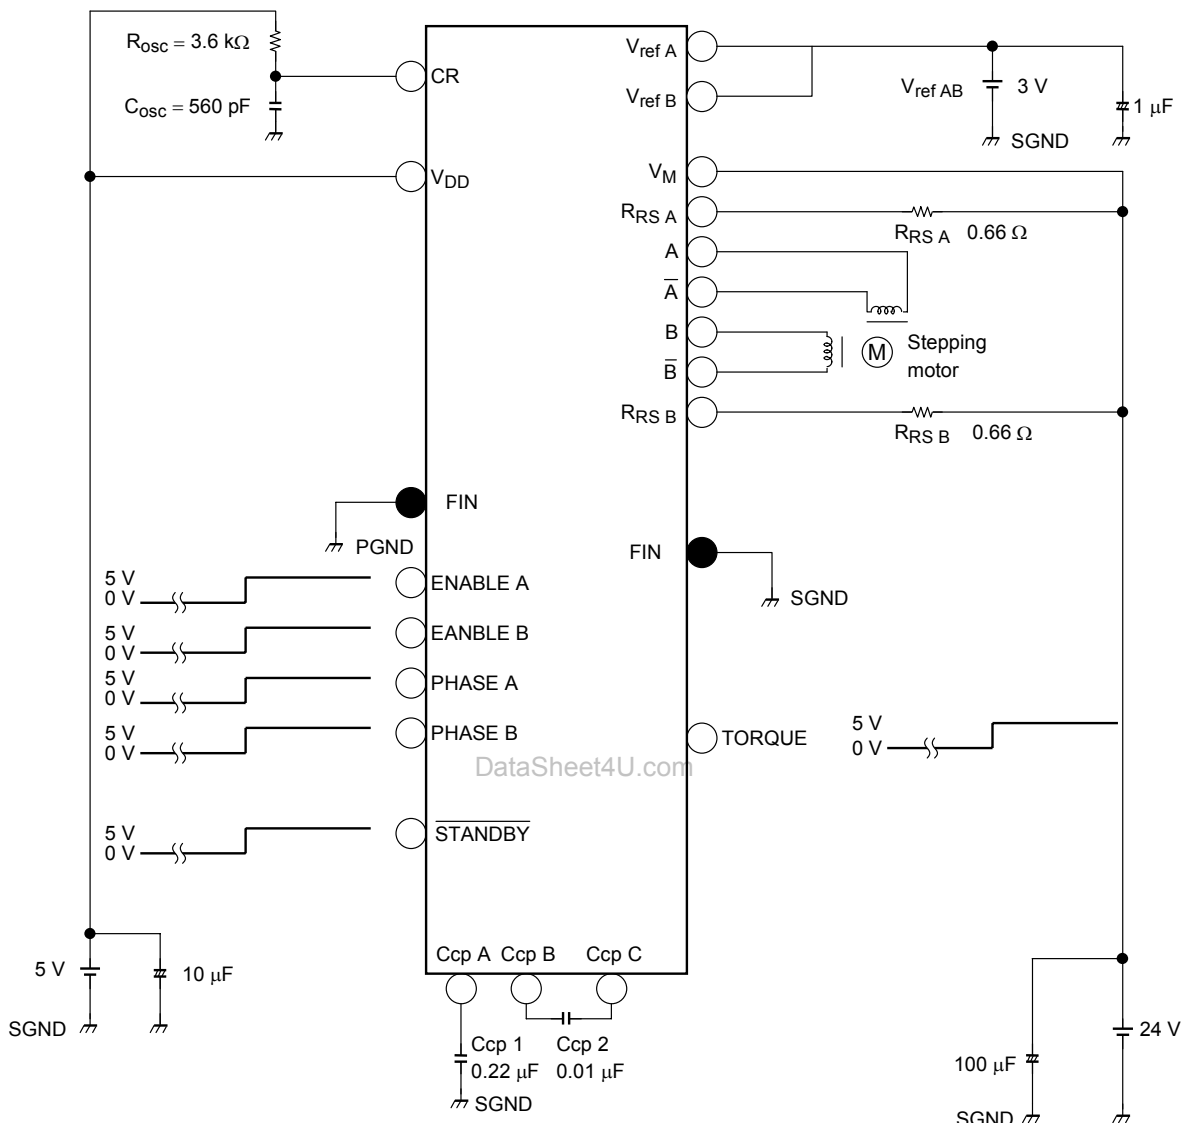 Rosc = 3.6 kΩ
Cosc = 560 pF
CR
VDD
Vref A
Vref B
Vref AB 3 V
1 μF
SGND
VM
RRS A
RRS A 0.66 Ω
A
A̅
B
B̅
Stepping
motor
M
RRS B
RRS B 0.66 Ω
FIN
PGND
FIN
SGND
5 V
0 V
ENABLE A
5 V
0 V
EANBLE B
5 V
0 V
PHASE A
5 V
0 V
PHASE B
TORQUE
5 V
0 V
DataSheet4U.com
5 V
0 V
STANDBY
5 V
10 μF
SGND
Ccp A Ccp B Ccp C
Ccp 1
0.22 μF
Ccp 2
0.01 μF
SGND
24 V
100 μF
SGND